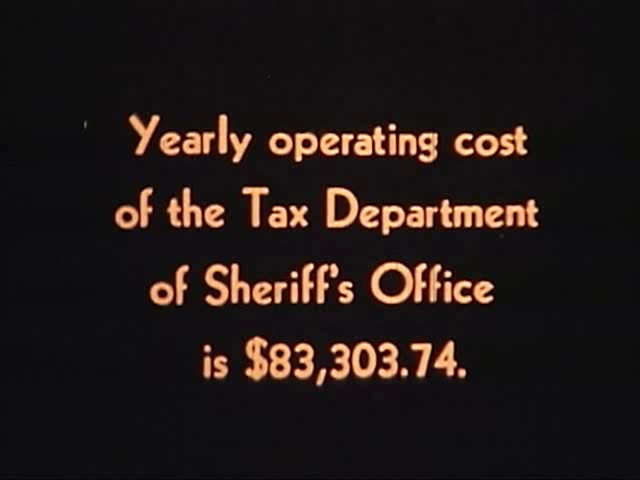 Yearly operating cost
of the Tax Department
of Sheriff's Office
is $83,303.74.